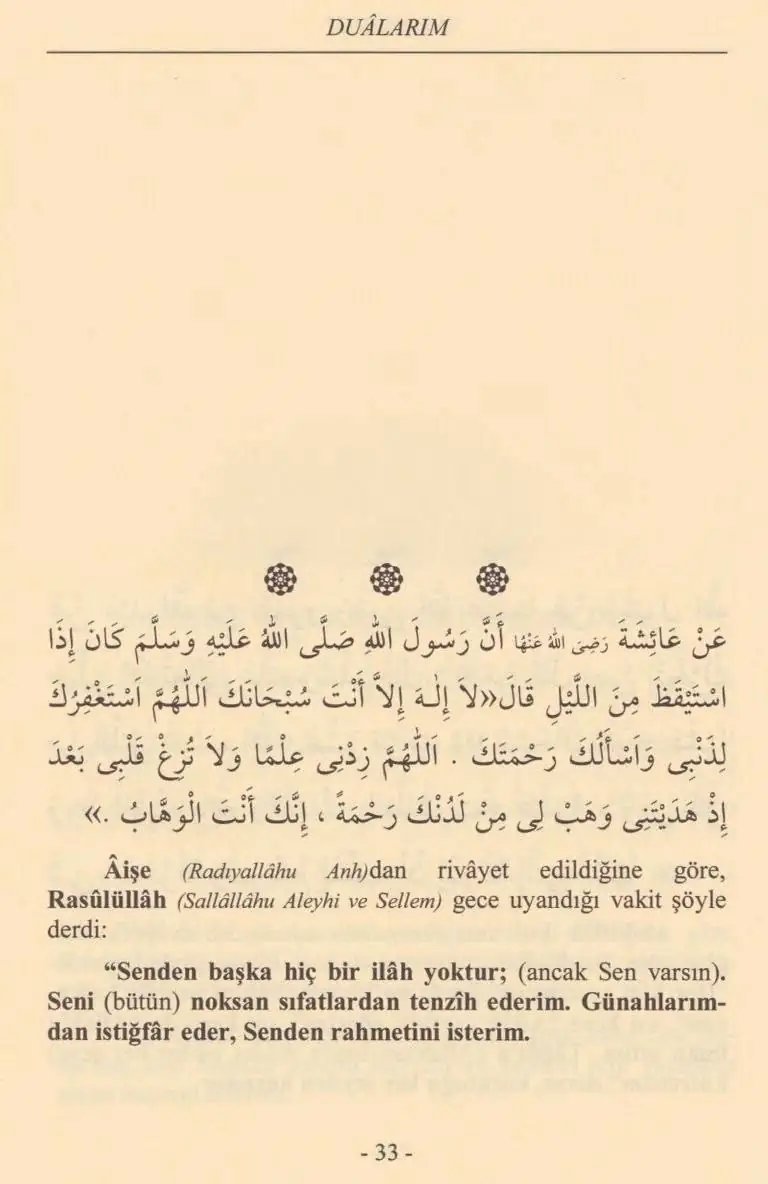 DUÂLARIM
عَنْ عَائِشَةَ رَضِىَ اللهُ عَنْهَا أَنَّ رَسُولَ اللهِ صَلَّى اللهُ عَلَيْهِ وَسَلَّمَ كَانَ إِذَا
اسْتَيْقَظَ مِنَ اللَّيْلِ قَالَ«لاَ إِلٰهَ إِلاَّ أَنْتَ سُبْحَانَكَ اَللَّهُمَّ اَسْتَغْفِرُكَ
لِذَنْبِى وَاَسْأَلُكَ رَحْمَتَكَ . اَللَّهُمَّ زِدْنِى عِلْمًا وَلاَ تُزِغْ قَلْبِى بَعْدَ
إِذْ هَدَيْتَنِى وَهَبْ لِى مِنْ لَدُنْكَ رَحْمَةً ، إِنَّكَ أَنْتَ الْوَهَّابُ .»
Âişe (Radıyallâhu Anh)dan rivâyet edildiğine göre,
Rasûlüllâh (Sallâllâhu Aleyhi ve Sellem) gece uyandığı vakit şöyle
derdi:
“Senden başka hiç bir ilâh yoktur; (ancak Sen varsın).
Seni (bütün) noksan sıfatlardan tenzîh ederim. Günahlarım-
dan istiğfâr eder, Senden rahmetini isterim.
- 33 -